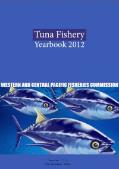 Tuna Fishery
Yearbook 2012
WESTERN AND CENTRAL PACIFIC FISHERIES COMMISSION